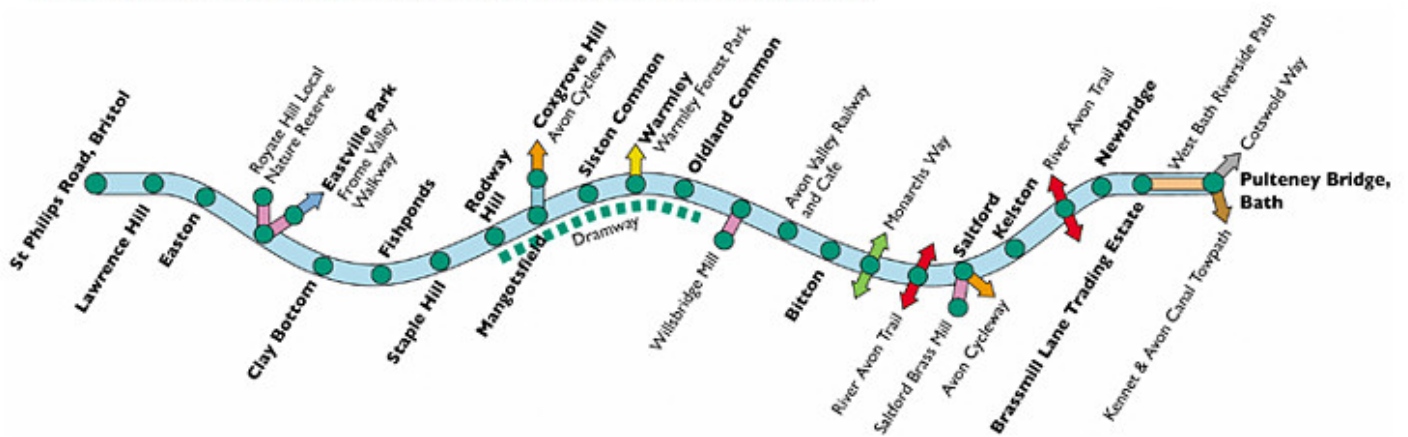 St Philips Road, Bristol
Lawrence Hill
Easton
Royate Hill Local
Nature Reserve
Eastville Park
Frome Valley
Walkway
Clay Bottom
Fishponds
Staple Hill
Rodway
Hill
Mangotsfield
Coxgrove Hill
Avon Cycleway
Dramway
Siston Common
Warmley
Warmley Forest Park
Oldland Common
Willsbridge Mill
Avon Valley Railway
and Cafe
Bitton
Monarchs Way
River Avon Trail
Saltford
Saltford Brass Mill
Avon Cycleway
Kelston
River Avon Trail
Newbridge
Brassmill Lane Trading Estate
West Bath Riverside Path
Cotswold Way
Kennet & Avon Canal Towpath
Pulteney Bridge,
Bath